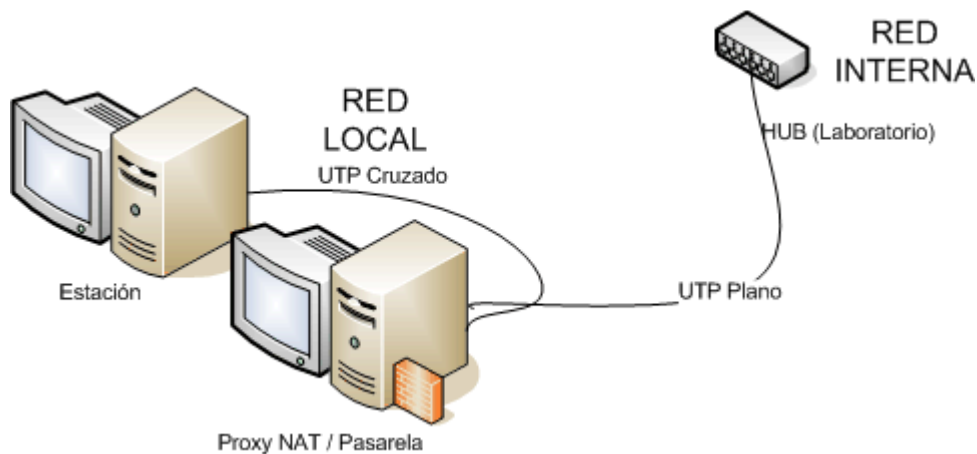 RED
INTERNA
HUB (Laboratorio)
RED
LOCAL
UTP Cruzado
Estación
UTP Plano
Proxy NAT / Pasarela